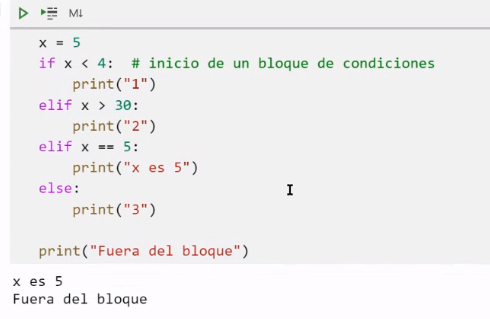 M↓
x = 5
if x < 4:  # inicio de un bloque de condiciones
    print("1")
elif x > 30:
    print("2")
elif x == 5:
    print("x es 5")
else:
    print("3")

print("Fuera del bloque")
x es 5
Fuera del bloque